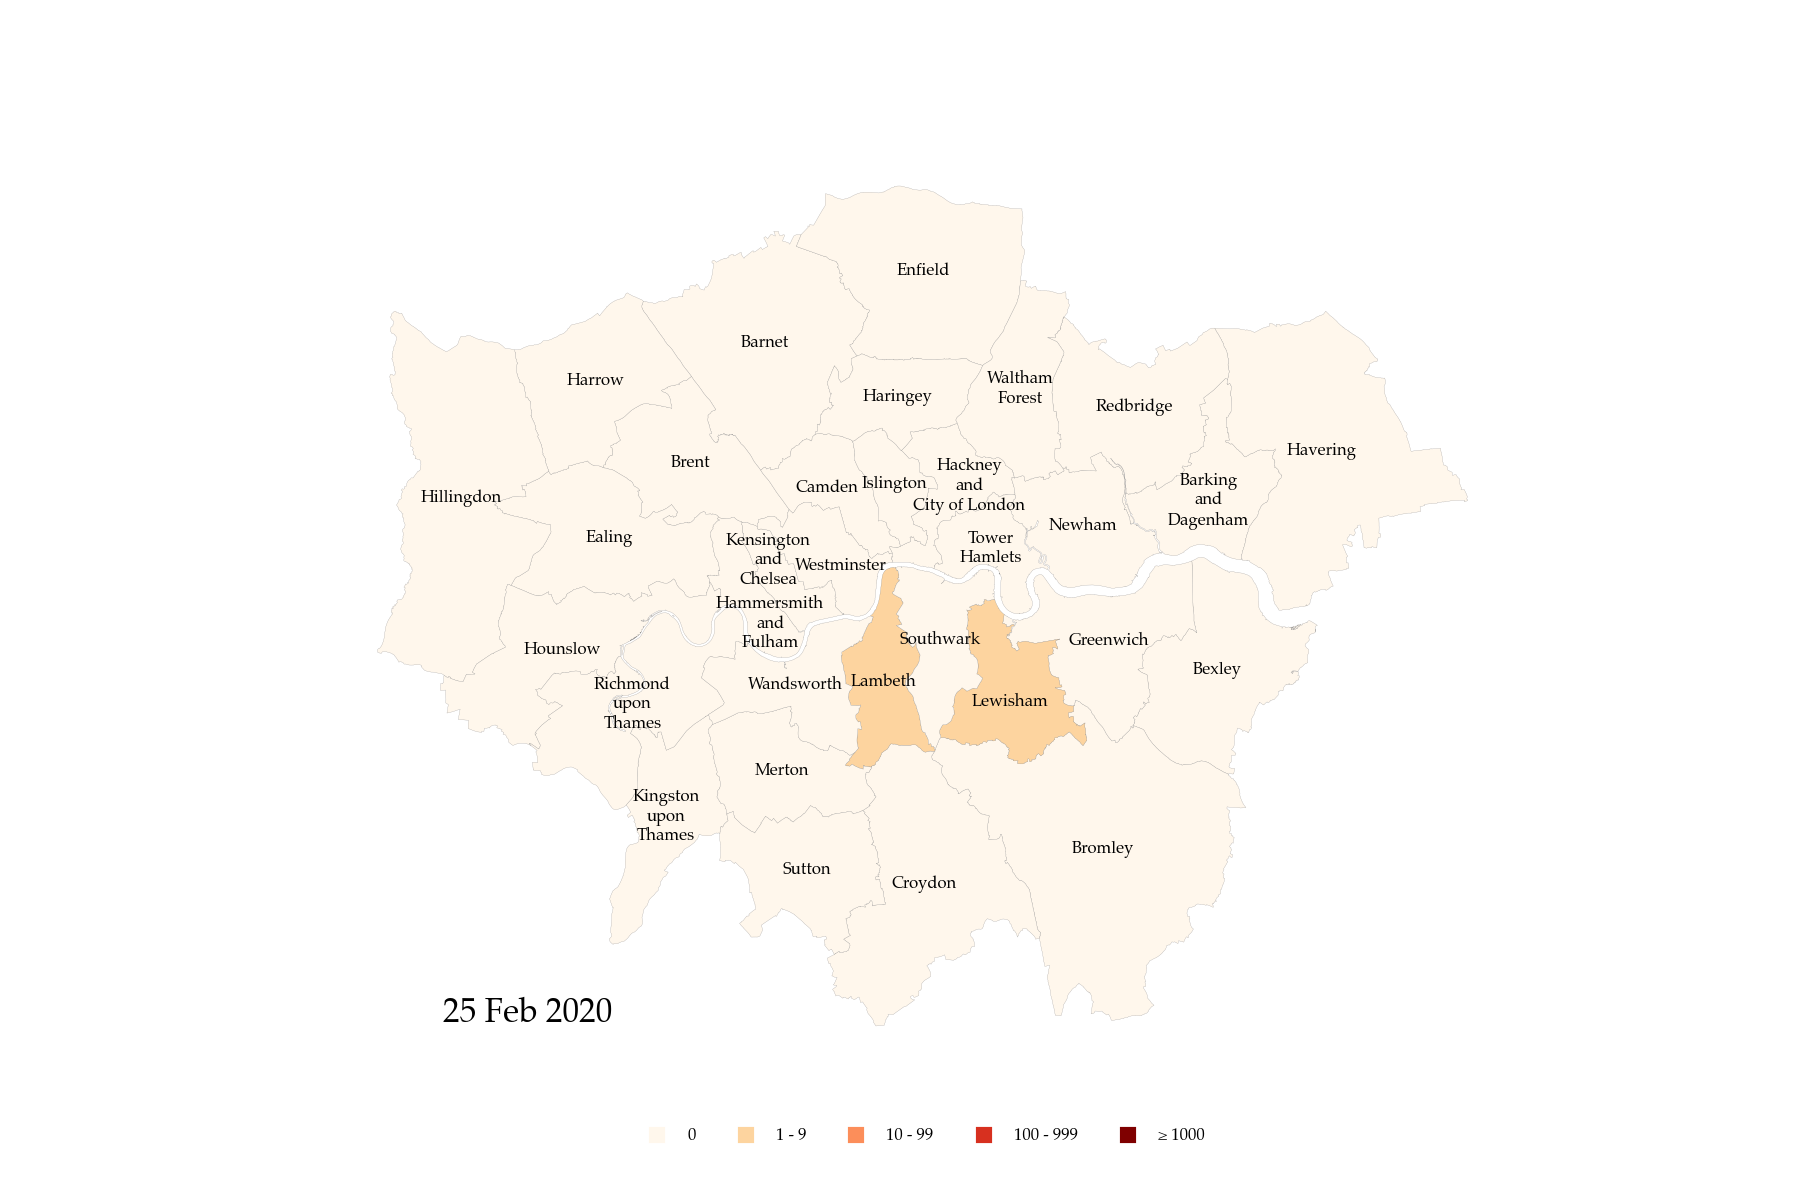 Enfield
Barnet
Harrow
Haringey
Waltham
Forest
Redbridge
Havering
Brent
Hillingdon
Camden
Islington
Hackney
and
City of London
Barking
and
Dagenham
Newham
Ealing
Kensington
and
Chelsea
Westminster
Tower
Hamlets
Hammersmith
and
Fulham
Hounslow
Southwark
Greenwich
Bexley
Richmond
upon
Thames
Wandsworth
Lambeth
Lewisham
Merton
Kingston
upon
Thames
Sutton
Croydon
Bromley
25 Feb 2020
0 1 - 9 10 - 99 100 - 999 ≥ 1000